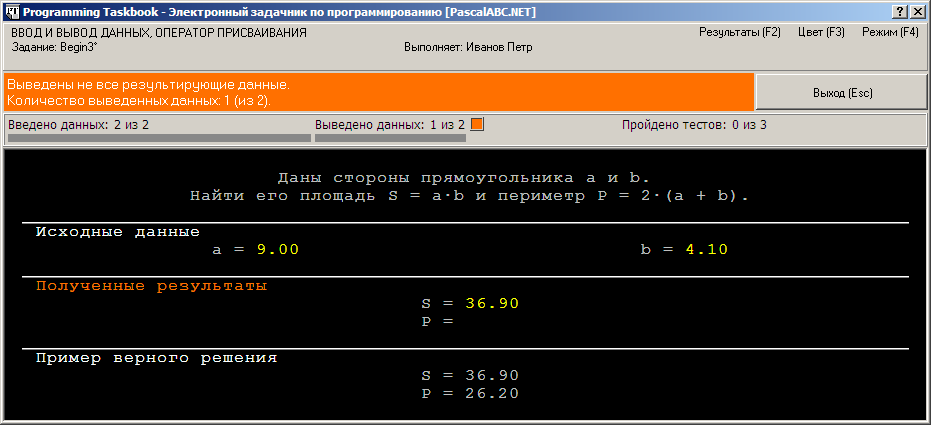 Programming Taskbook - Электронный задачник по программированию [PascalABC.NET]
ВВОД И ВЫВОД ДАННЫХ, ОПЕРАТОР ПРИСВАИВАНИЯ
Результаты (F2) Цвет (F3) Режим (F4)
Задание: Begin3* Выполняет: Иванов Петр
Выведены не все результирующие данные.
Количество выведенных данных: 1 (из 2).
Выход (Esc)
Введено данных: 2 из 2 Выведено данных: 1 из 2 Пройдено тестов: 0 из 3
Даны стороны прямоугольника a и b.
Найти его площадь S = a·b и периметр P = 2·(a + b).
Исходные данные
a = 9.00 b = 4.10
Полученные результаты
S = 36.90
P =
Пример верного решения
S = 36.90
P = 26.20